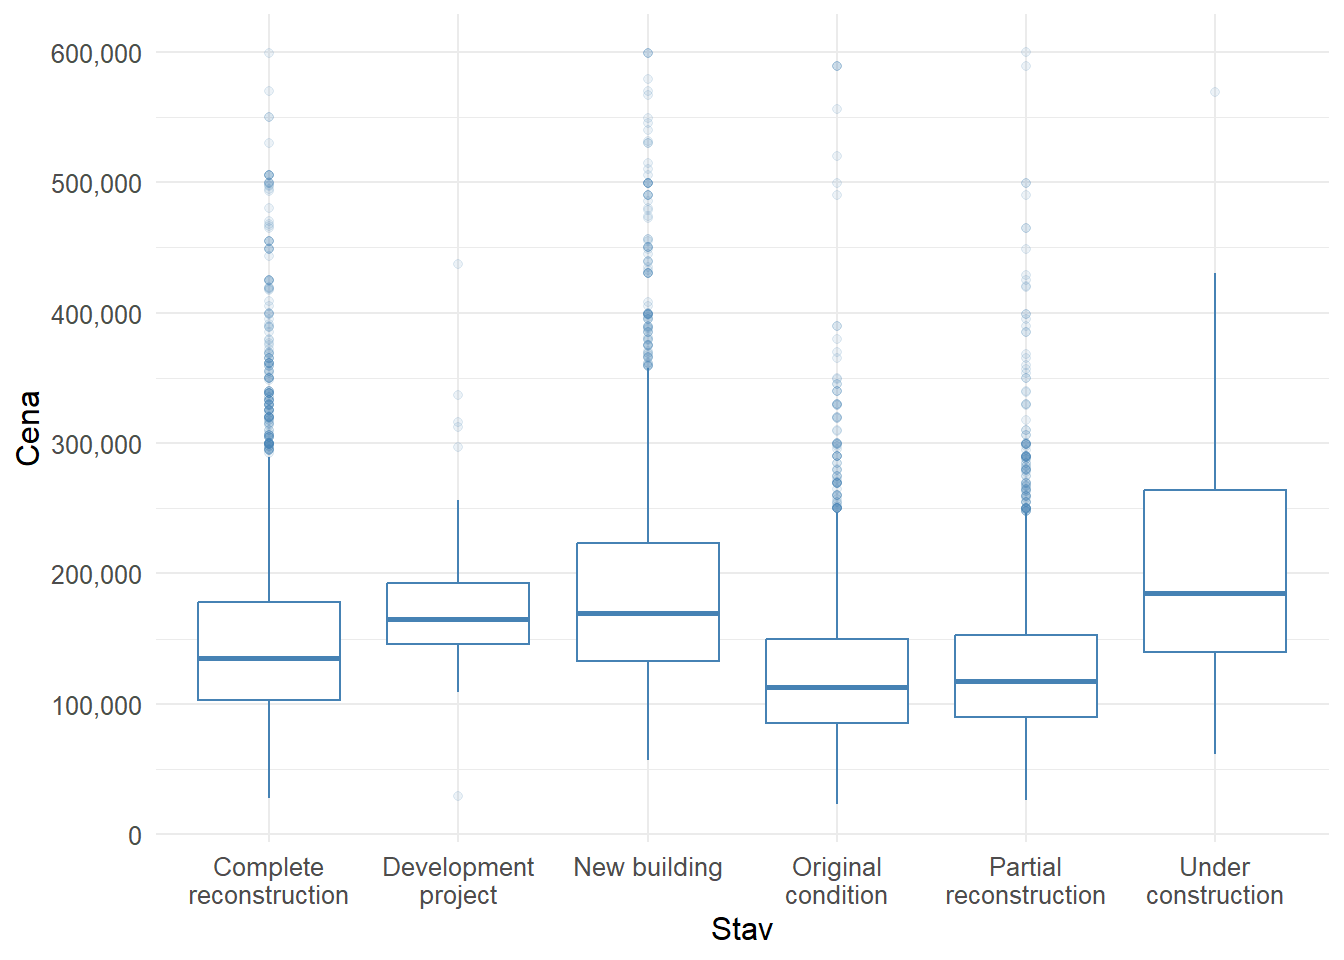 600,000
500,000
400,000
300,000
200,000
100,000
0
Cena
Complete
reconstruction
Development
project
New building
Original
condition
Partial
reconstruction
Under
construction
Stav